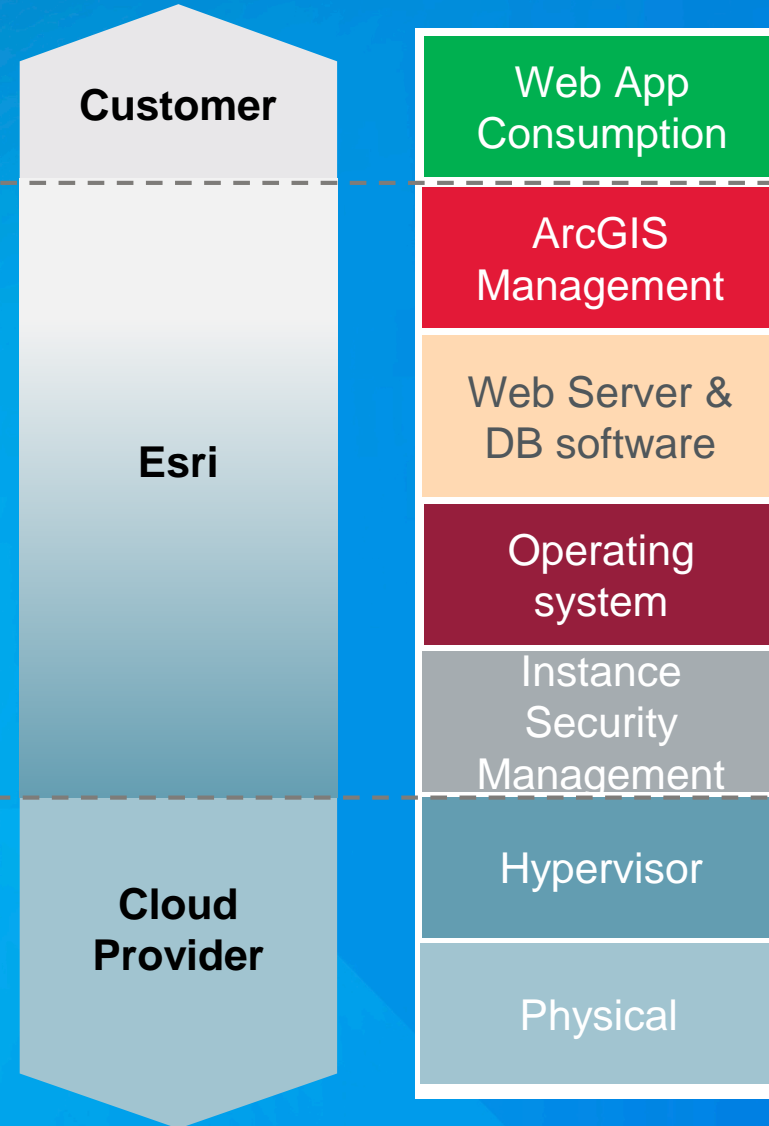 Customer
Web App
Consumption
ArcGIS
Management
Esri
Web Server &
DB software
Operating
system
Instance
Security
Management
Cloud
Provider
Hypervisor
Physical